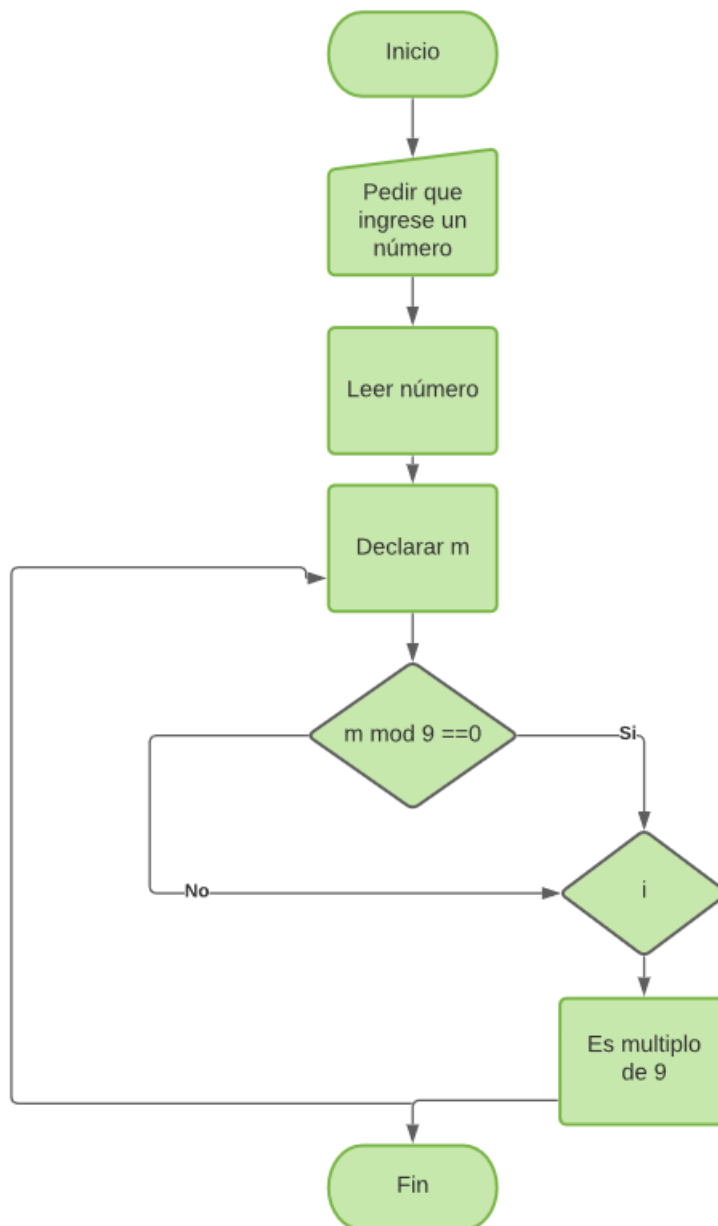 Inicio
Pedir que
ingrese un
número
Leer número
Declarar m
m mod 9 ==0
Si
No
i
Es multiplo
de 9
Fin